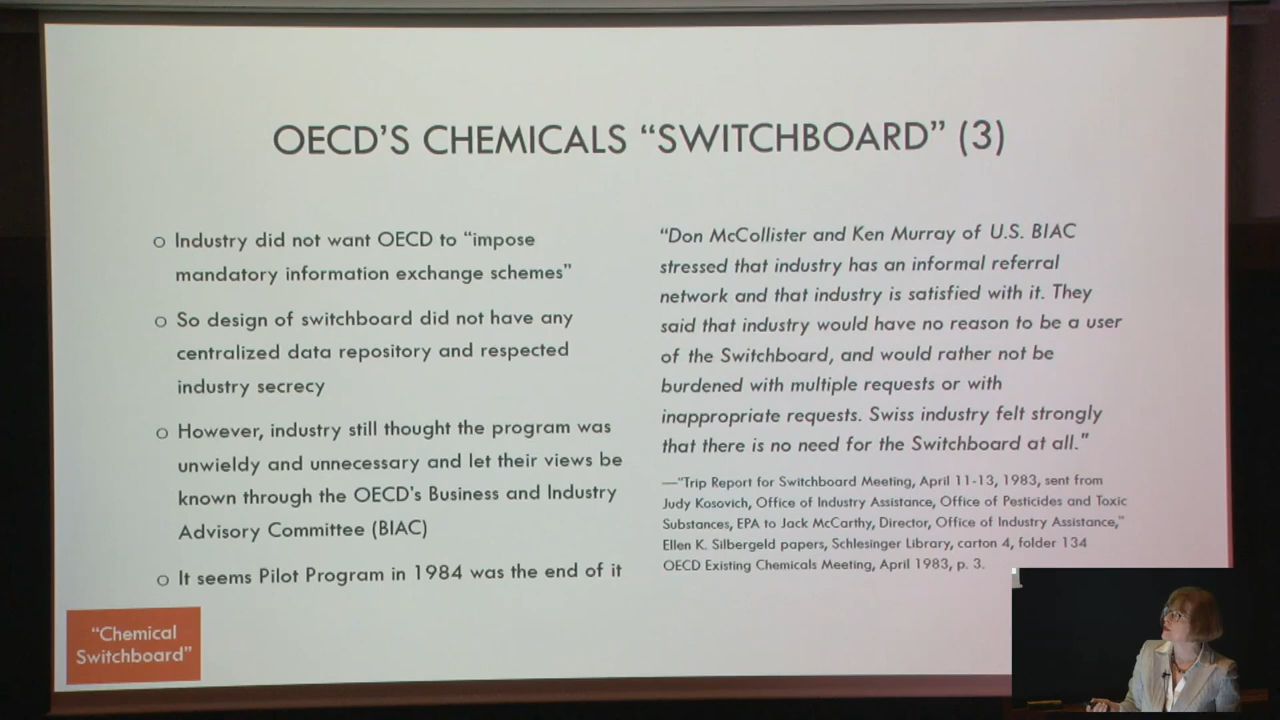 OECD'S CHEMICALS “SWITCHBOARD” (3)
o Industry did not want OECD to “impose
mandatory information exchange schemes”
o So design of switchboard did not have any
centralized data repository and respected
industry secrecy
o However, industry still thought the program was
unwieldy and unnecessary and let their views be
known through the OECD's Business and Industry
Advisory Committee (BIAC)
o It seems Pilot Program in 1984 was the end of it
“Don McCollister and Ken Murray of U.S. BIAC
stressed that industry has an informal referral
network and that industry is satisfied with it. They
said that industry would have no reason to be a user
of the Switchboard, and would rather not be
burdened with multiple requests or with
inappropriate requests. Swiss industry felt strongly
that there is no need for the Switchboard at all.”
—“Trip Report for Switchboard Meeting, April 11-13, 1983, sent from
Judy Kosovich, Office of Industry Assistance, Office of Pesticides and Toxic
Substances, EPA to Jack McCarthy, Director, Office of Industry Assistance,”
Ellen K. Silbergeld papers, Schlesinger Library, carton 4, folder 134
OECD Existing Chemicals Meeting, April 1983, p. 3.
“Chemical
Switchboard”